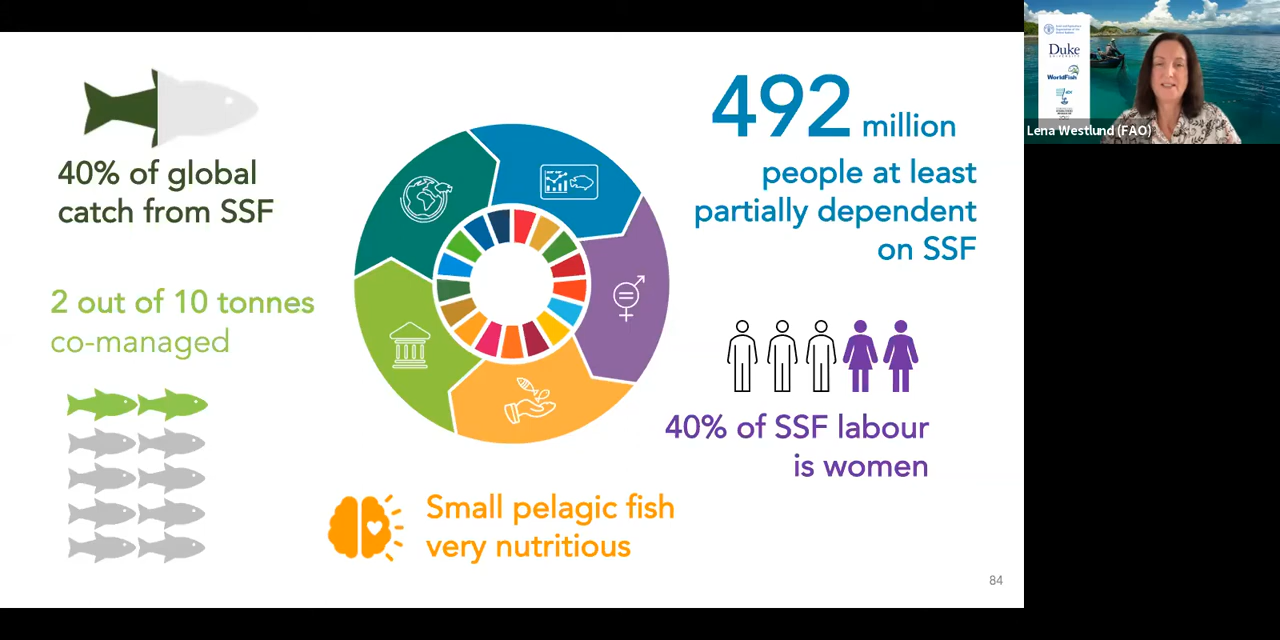 40% of global
catch from SSF
492 million
people at least
partially dependent
on SSF
2 out of 10 tonnes
co-managed
40% of SSF labour
is women
Small pelagic fish
very nutritious
84
Duke
WorldFish
Lena Westlund (FAO)